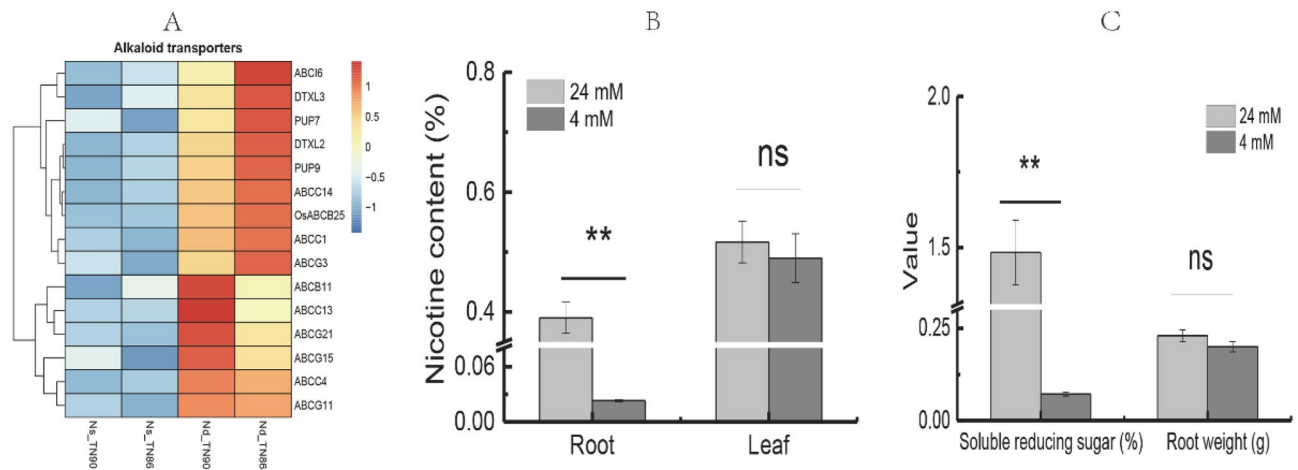 A
Alkaloid transporters
ABCI6
DTXL3
PUP7
DTXL2
PUP9
ABCC14
OsABCB25
ABCC1
ABCG3
ABCB11
ABCC13
ABCG21
ABCG15
ABCC4
ABCG11
1
0.5
0
−0.5
−1
Ns_TN90
Ns_TN86
Nd_TN90
Nd_TN86
B
Nicotine content (%)
0.8
0.6
0.4
0.06
0.00
24 mM
4 mM
**
ns
Root
Leaf
C
Value
2.0
1.5
0.25
0.00
24 mM
4 mM
**
ns
Soluble reducing sugar (%)
Root weight (g)